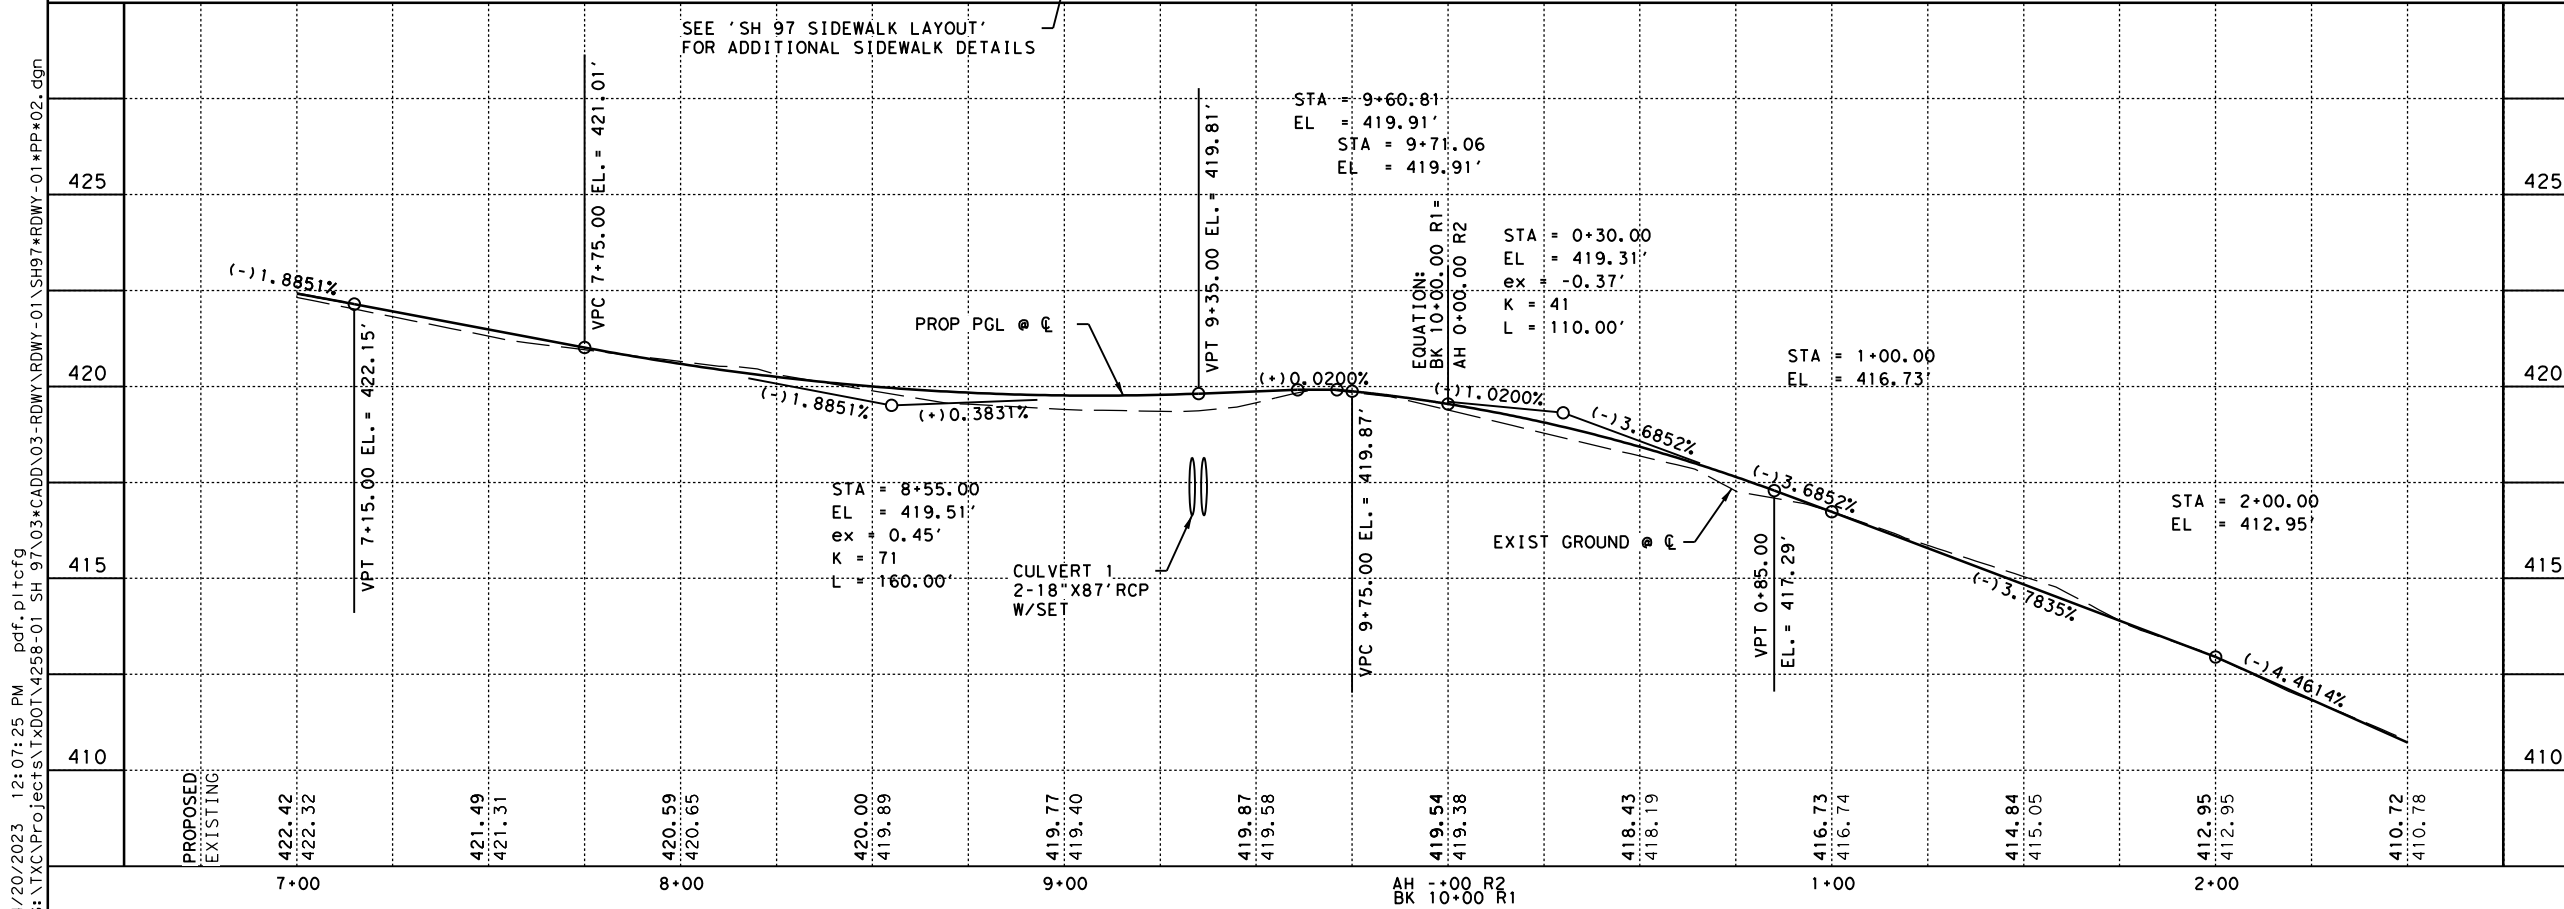 SEE 'SH 97 SIDEWALK LAYOUT'
FOR ADDITIONAL SIDEWALK DETAILS
425
420
415
410
425
420
415
410
(-)1.8851%
VPT 7+15.00 EL.= 422.15'
VPC 7+75.00 EL.= 421.01'
(-)1.8851%
(+)0.3831%
STA = 8+55.00
EL = 419.51'
ex = 0.45'
K = 71
L = 160.00'
PROP PGL @ ℄
CULVERT 1
2-18"X87'RCP
W/SET
VPT 9+35.00 EL.= 419.81'
STA = 9+60.81
EL = 419.91'
STA = 9+71.06
EL = 419.91'
(+)0.0200%
VPC 9+75.00 EL.= 419.87'
EQUATION:
BK 10+00.00 R1=
AH 0+00.00 R2
(-)1.0200%
STA = 0+30.00
EL = 419.31'
ex = -0.37'
K = 41
L = 110.00'
(-)3.6852%
EXIST GROUND @ ℄
VPT 0+85.00
EL.= 417.29'
(-)3.6852%
STA = 1+00.00
EL = 416.73'
(-)3.7835%
STA = 2+00.00
EL = 412.95'
(-)4.4614%
PROPOSED
EXISTING
422.42
422.32
421.49
421.31
420.59
420.65
420.00
419.89
419.77
419.40
419.87
419.58
419.54
419.38
418.43
418.19
416.73
416.74
414.84
415.05
412.95
412.95
410.72
410.78
7+00
8+00
9+00
AH -+00 R2
BK 10+00 R1
1+00
2+00
/20/2023 12:07:25 PM pdf.pltcfg
:\TXC\Projects\TxDOT\4258-01 SH 97\03*CADD\03-RDWY\RDWY-01\SH97*RDWY-01*PP*02.dgn